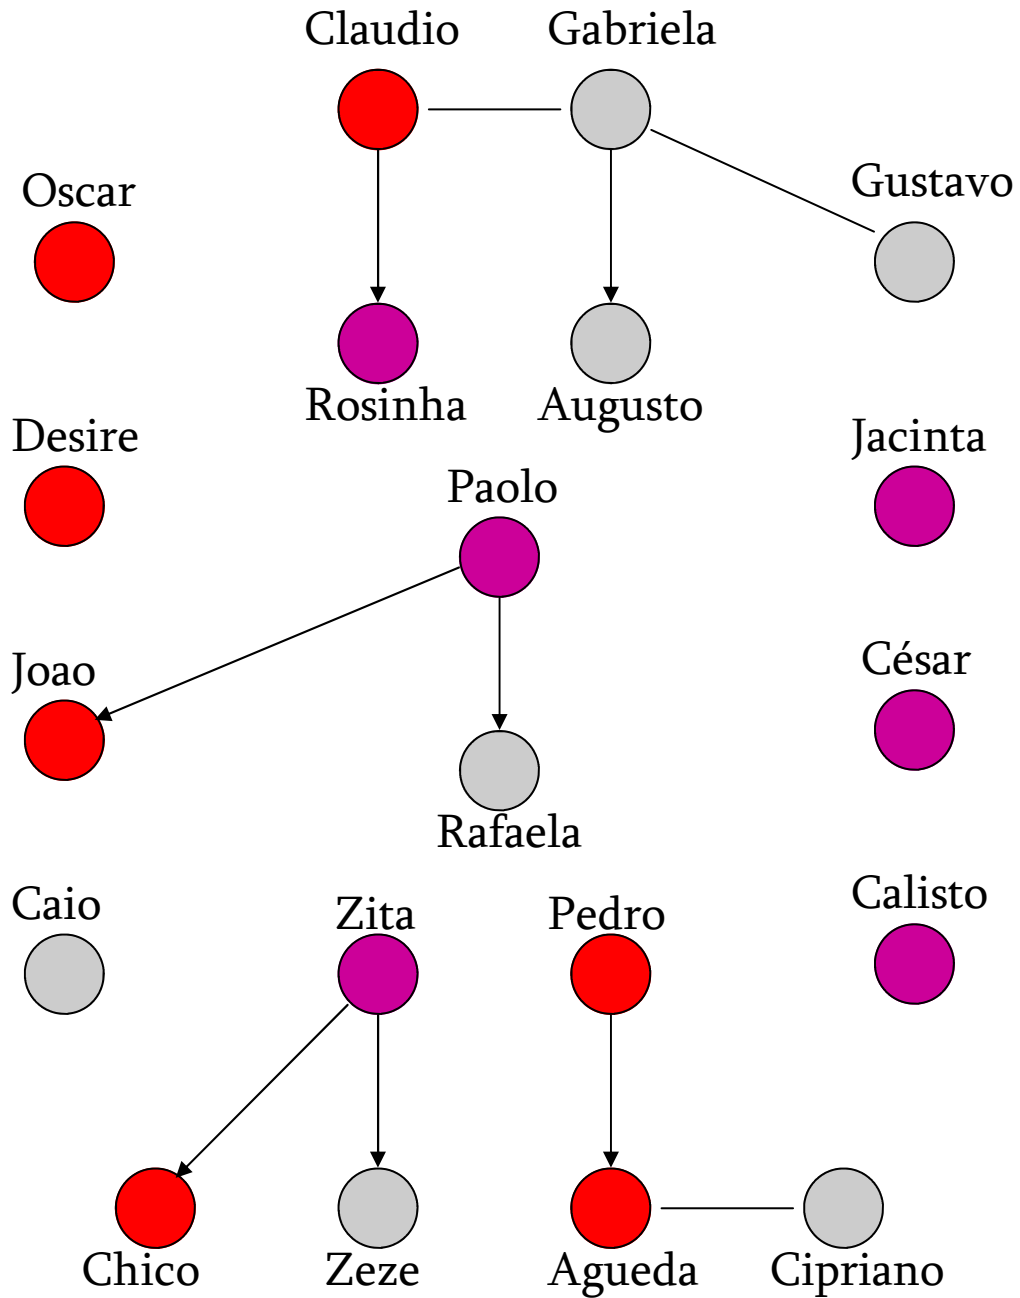 Claudio
Gabriela
Oscar
Gustavo
Rosinha
Augusto
Desire
Jacinta
Paolo
Joao
César
Rafaela
Caio
Zita
Pedro
Calisto
Chico
Zeze
Agueda
Cipriano